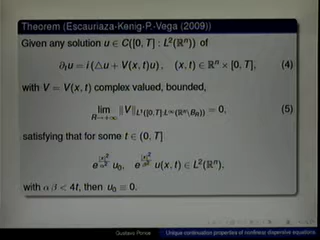 Theorem (Escauriaza-Kenig-P.-Vega (2009))
Given any solution u ∈ C([0, T] : L²(ℝⁿ)) of
∂ₜu = i(△u + V(x, t)u), (x, t) ∈ ℝⁿ × [0, T], (4)
with V = V(x, t) complex valued, bounded,
lim_{R→+∞} ‖V‖_{L¹([0,T]:L^∞(ℝⁿ\B_R))} = 0, (5)
satisfying that for some t ∈ (0, T]
e^{|x|²/α²} u₀, e^{|x|²/β²} u(x, t) ∈ L²(ℝⁿ).
with α β < 4t, then u₀ ≡ 0.
Gustavo Ponce Unique continuation properties of nonlinear dispersive equations